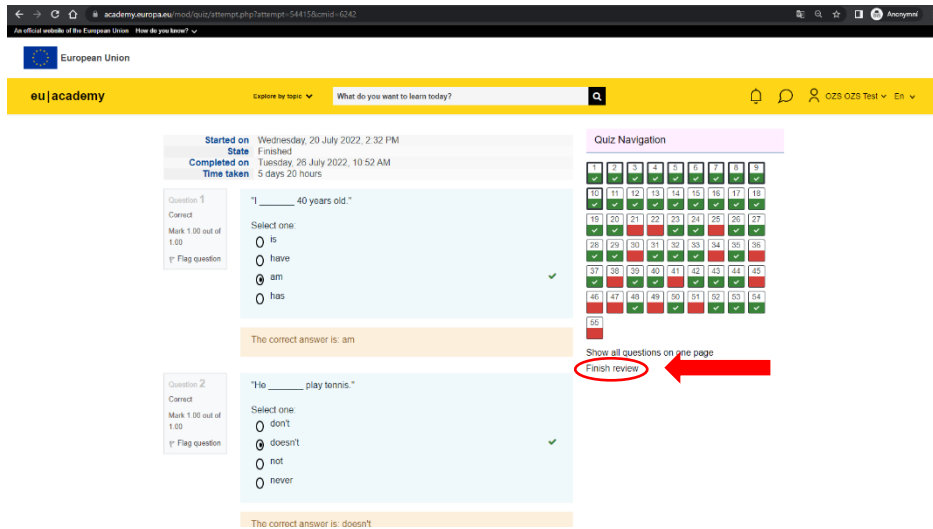 academy.europa.eu/mod/quiz/attempt.php?attempt=54415&cmid=6242
Anonymní
An official website of the European Union How do you know?
European Union
eu|academy
Explore by topic
What do you want to learn today?
OZS OZS Test
En
Started on Wednesday, 20 July 2022, 2:32 PM
State Finished
Completed on Tuesday, 26 July 2022, 10:52 AM
Time taken 5 days 20 hours
Question 1
Correct
Mark 1.00 out of
1.00
Flag question
"I _______ 40 years old."
Select one:
is
have
am
has
The correct answer is: am
Question 2
Correct
Mark 1.00 out of
1.00
Flag question
"He _______ play tennis."
Select one:
don't
doesn't
not
never
The correct answer is: doesn't
Quiz Navigation
1 2 3 4 5 6 7 8 9
10 11 12 13 14 15 16 17 18
19 20 21 22 23 24 25 26 27
28 29 30 31 32 33 34 35 36
37 38 39 40 41 42 43 44 45
46 47 48 49 50 51 52 53 54
55
Show all questions on one page
Finish review